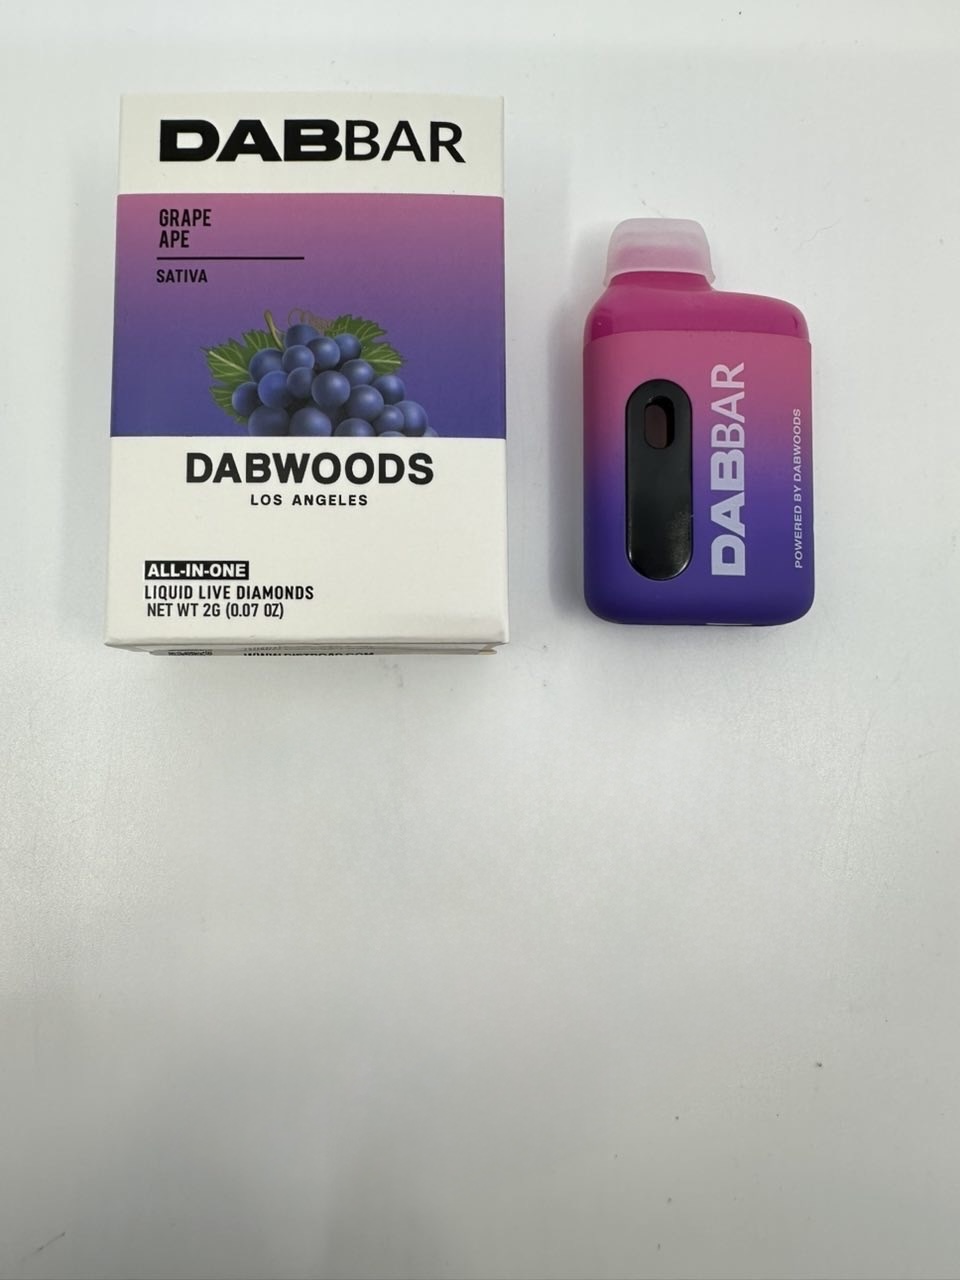 DABBAR
GRAPE
APE
SATIVA
DABWOODS
LOS ANGELES
ALL-IN-ONE
LIQUID LIVE DIAMONDS
NET WT 2G (0.07 OZ)
DABBAR
POWERED BY DABWOODS